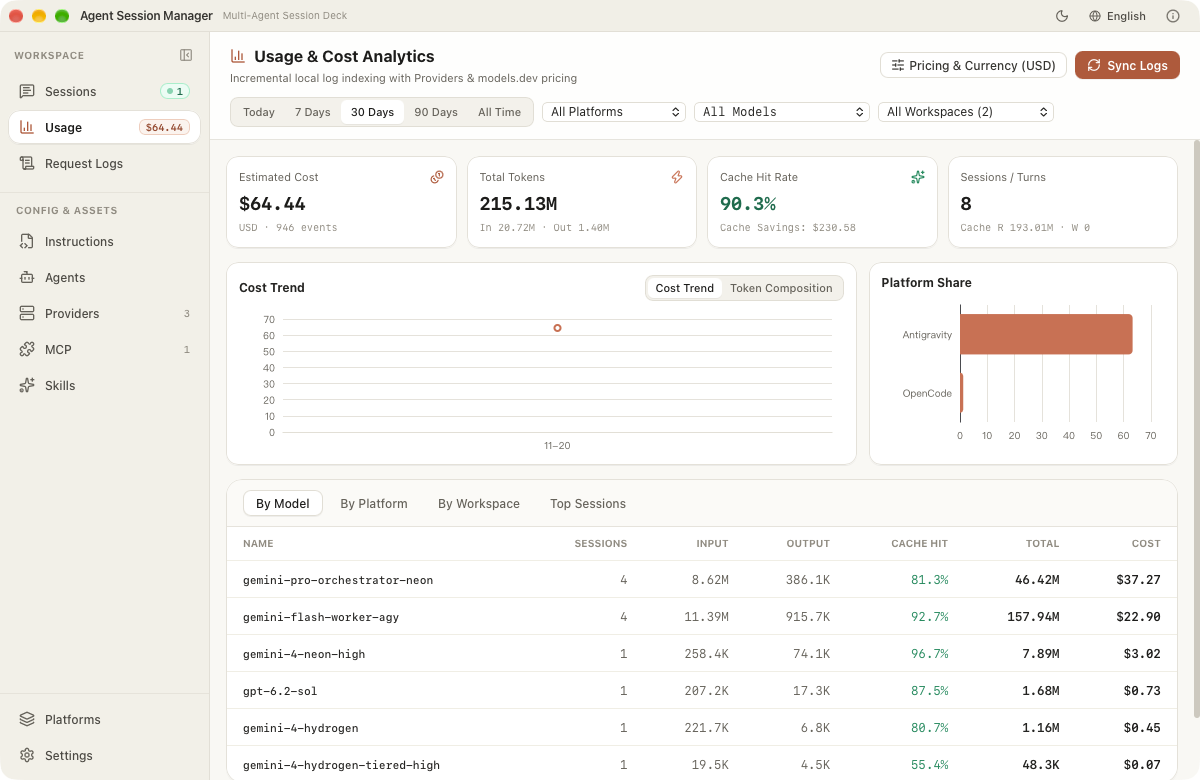 Agent Session Manager Multi-Agent Session Deck English
WORKSPACE
Sessions 1
Usage $64.44
Request Logs
CONFIG & ASSETS
Instructions
Agents
Providers 3
MCP 1
Skills
Platforms
Settings
Usage & Cost Analytics
Incremental local log indexing with Providers & models.dev pricing
Pricing & Currency (USD) Sync Logs
Today 7 Days 30 Days 90 Days All Time All Platforms All Models All Workspaces (2)
Estimated Cost
$64.44
USD · 946 events
Total Tokens
215.13M
In 20.72M · Out 1.40M
Cache Hit Rate
90.3%
Cache Savings: $230.58
Sessions / Turns
8
Cache R 193.01M · W 0
Cost Trend Cost Trend Token Composition
70
60
50
40
30
20
10
0
11-20
Platform Share
Antigravity
OpenCode
0 10 20 30 40 50 60 70
By Model By Platform By Workspace Top Sessions
NAME SESSIONS INPUT OUTPUT CACHE HIT TOTAL COST
gemini-pro-orchestrator-neon 4 8.62M 386.1K 81.3% 46.42M $37.27
gemini-flash-worker-agy 4 11.39M 915.7K 92.7% 157.94M $22.90
gemini-4-neon-high 1 258.4K 74.1K 96.7% 7.89M $3.02
gpt-6.2-sol 1 207.2K 17.3K 87.5% 1.68M $0.73
gemini-4-hydrogen 1 221.7K 6.8K 80.7% 1.16M $0.45
gemini-4-hydrogen-tiered-high 1 19.5K 4.5K 55.4% 48.3K $0.07